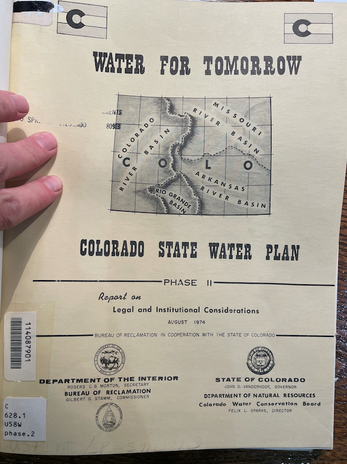 WATER FOR TOMORROW
COLORADO
RIVER BASIN
MISSOURI
RIVER BASIN
C O L O
ARKANSAS
RIVER BASIN
RIO GRANDE
BASIN
COLORADO STATE WATER PLAN
PHASE II
Report on
Legal and Institutional Considerations
AUGUST 1974
BUREAU OF RECLAMATION IN COOPERATION WITH THE STATE OF COLORADO
DEPARTMENT OF THE INTERIOR
ROGERS C.B. MORTON, SECRETARY
BUREAU OF RECLAMATION
GILBERT G. STAMM, COMMISSIONER
STATE OF COLORADO
JOHN D. VANDERHOOF, GOVERNOR
DEPARTMENT OF NATURAL RESOURCES
Colorado Water Conservation Board
FELIX L. SPARKS, DIRECTOR
114087901
C
628.1
U58W
phase.2